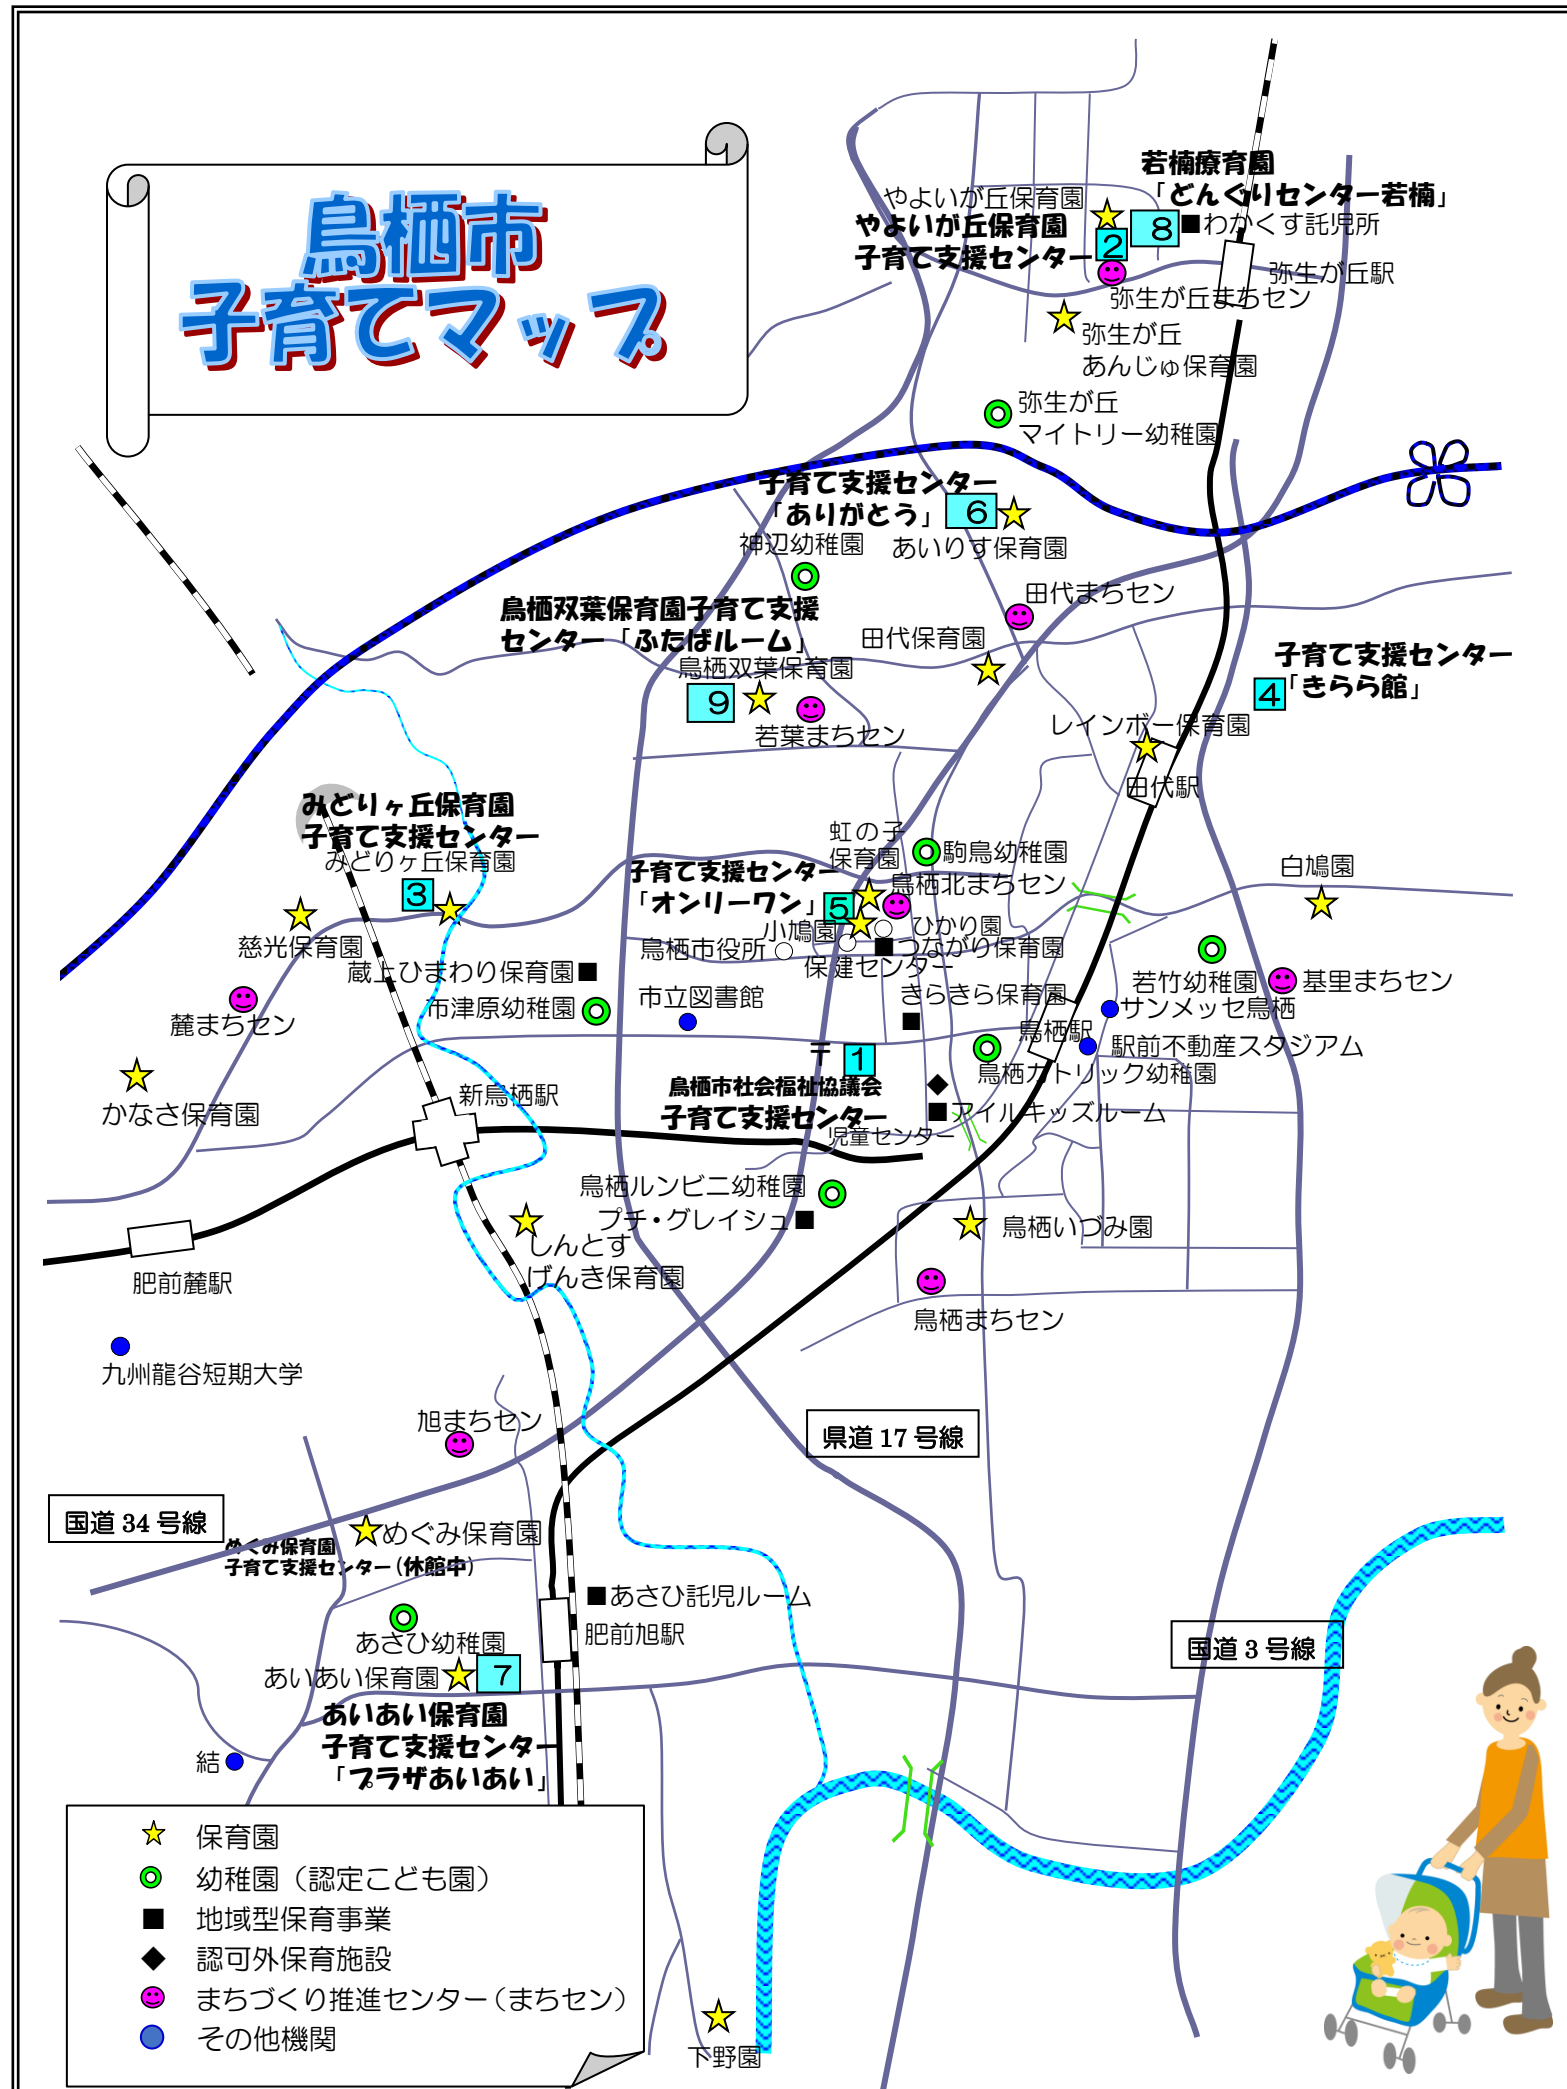 鳥栖市
子育てマップ
若楠療育園
「どんぐりセンター若楠」
やよいが丘保育園
■わかくす託児所
8
やよいが丘保育園
子育て支援センター
2
弥生が丘駅
弥生が丘まちセン
弥生が丘
あんじゅ保育園
弥生が丘
マイトリー幼稚園
子育て支援センター
「ありがとう」
6
神辺幼稚園
あいりす保育園
田代まちセン
鳥栖双葉保育園子育て支援
センター「ふたばルーム」
田代保育園
子育て支援センター
「きらら館」
4
鳥栖双葉保育園
9
若葉まちセン
レインボー保育園
田代駅
みどりヶ丘保育園
子育て支援センター
みどりヶ丘保育園
3
虹の子
保育園
駒鳥幼稚園
子育て支援センター
「オンリーワン」
5
鳥栖北まちセン
白鳩園
慈光保育園
小鳩園
ひかり園
鳥栖市役所
■つながり保育園
保健センター
蔵上ひまわり保育園■
市津原幼稚園
市立図書館
きらきら保育園
若竹幼稚園
基里まちセン
サンメッセ鳥栖
麓まちセン
鳥栖駅
駅前不動産スタジアム
〒
1
鳥栖カトリック幼稚園
鳥栖市社会福祉協議会
子育て支援センター
かなさ保育園
新鳥栖駅
■アイルキッズルーム
児童センター
鳥栖ルンビニ幼稚園
プチ・グレイシュ■
鳥栖いづみ園
しんとす
げんき保育園
肥前麓駅
鳥栖まちセン
九州龍谷短期大学
旭まちセン
県道 17 号線
国道 34 号線
めぐみ保育園
めぐみ保育園
子育て支援センター(休館中)
■あさひ託児ルーム
肥前旭駅
国道 3 号線
あさひ幼稚園
あいあい保育園
7
あいあい保育園
子育て支援センター
「プラザあいあい」
結
保育園
幼稚園（認定こども園）
地域型保育事業
認可外保育施設
まちづくり推進センター（まちセン）
その他機関
下野園